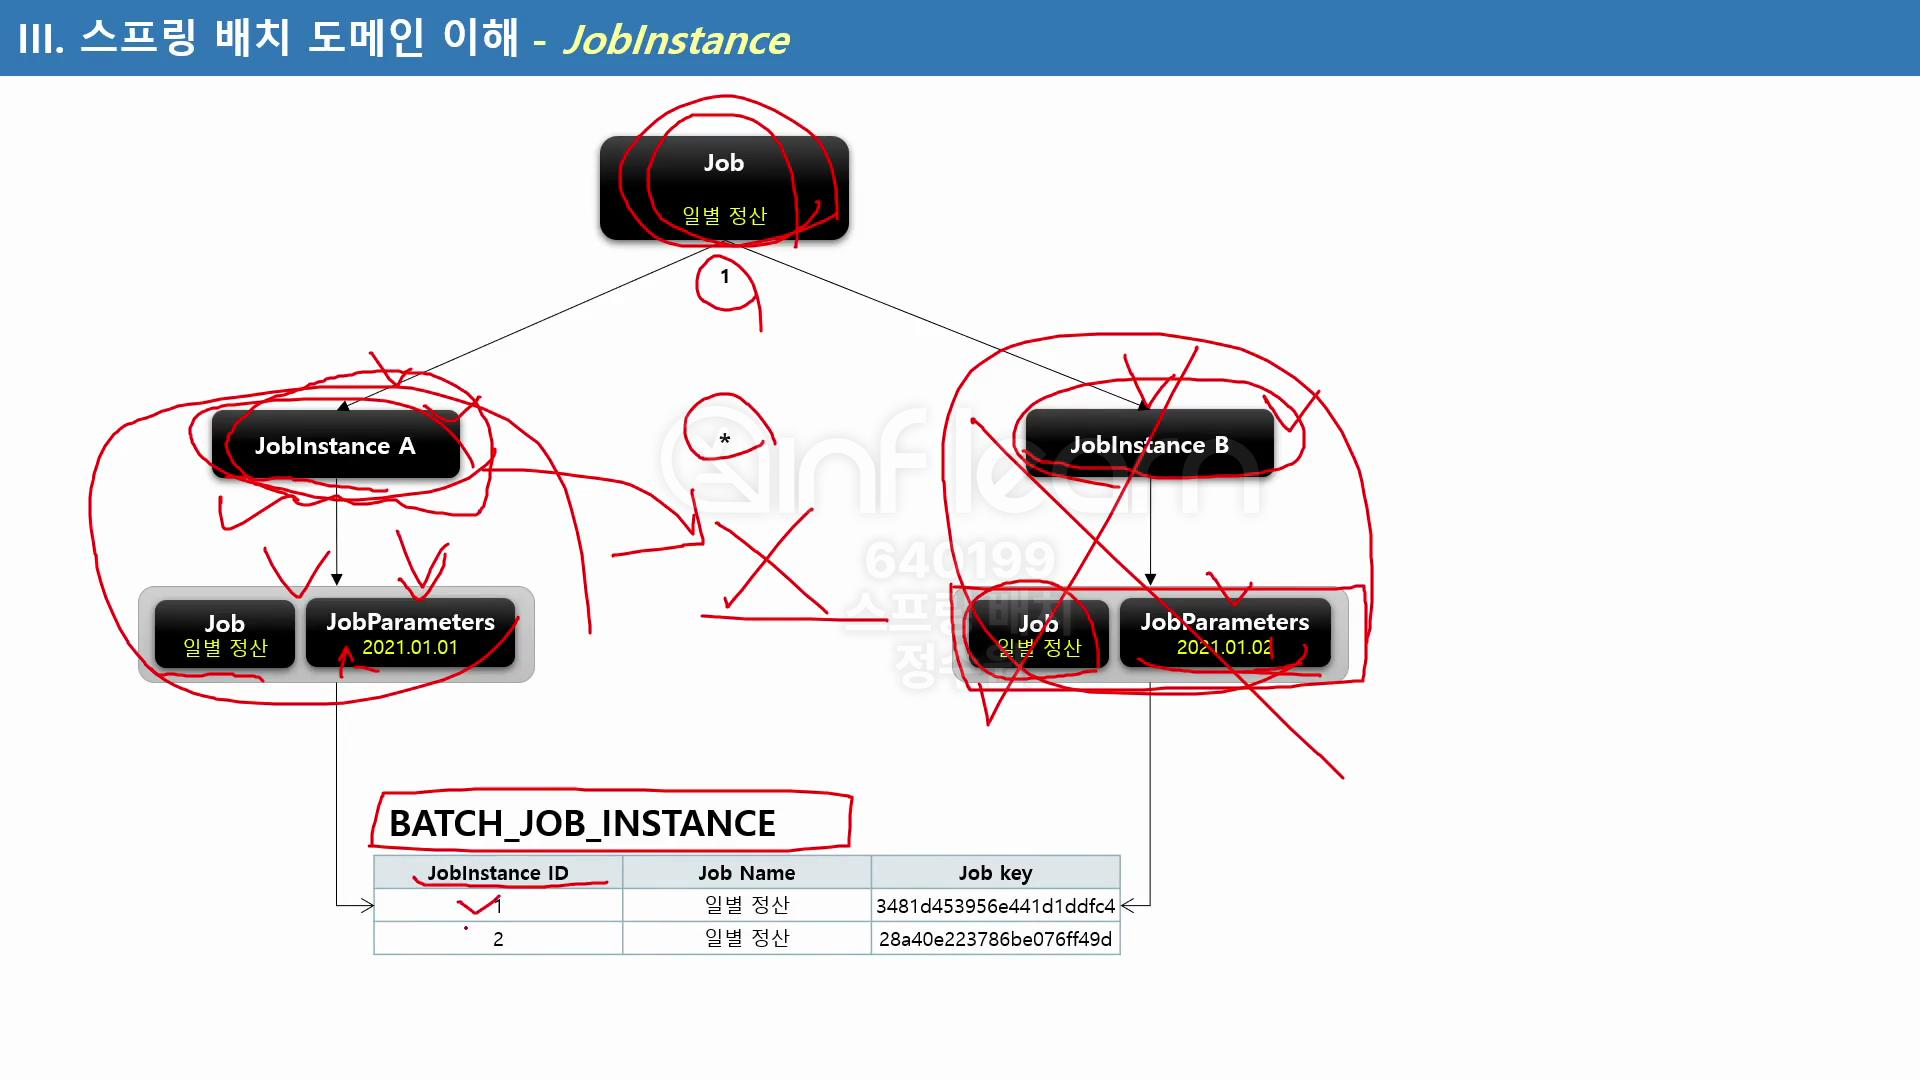 III. 스프링 배치 도메인 이해 - JobInstance
Job
일별 정산
1
*
JobInstance A
JobInstance B
inflearn
640199
스프링 배치
Job
일별 정산
JobParameters
2021.01.01
Job
일별 정산
JobParameters
2021.01.02
BATCH_JOB_INSTANCE
JobInstance ID Job Name Job key
1 일별 정산 3481d453956e441d1ddfc4
2 일별 정산 28a40e223786be076ff49d